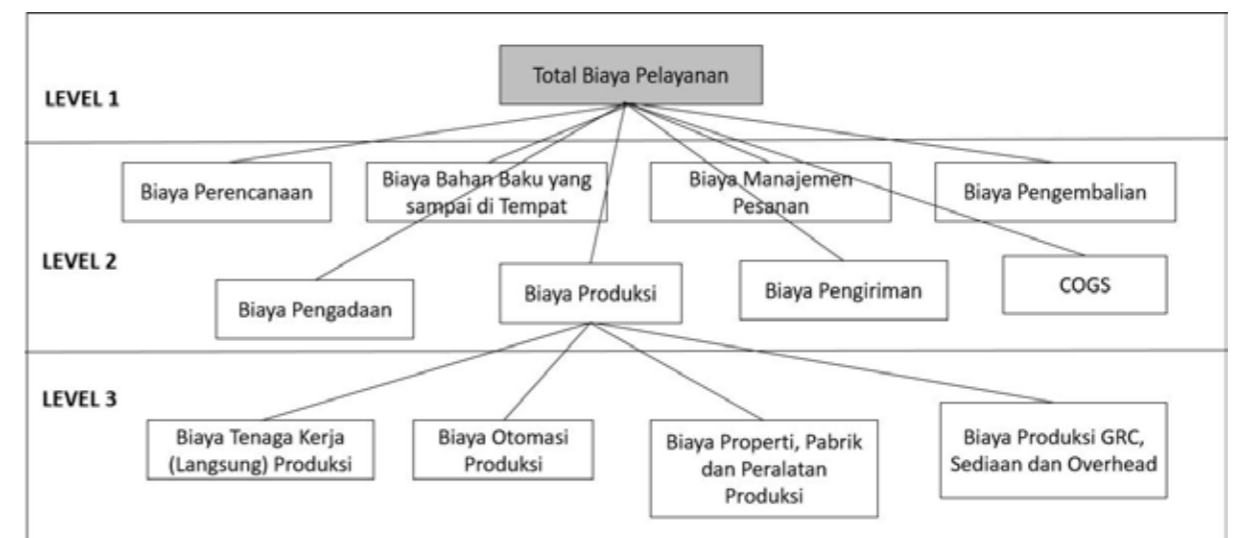 LEVEL 1
Total Biaya Pelayanan
Biaya Perencanaan
Biaya Bahan Baku yang
sampai di Tempat
Biaya Manajemen
Pesanan
Biaya Pengembalian
LEVEL 2
Biaya Pengadaan
Biaya Produksi
Biaya Pengiriman
COGS
LEVEL 3
Biaya Tenaga Kerja
(Langsung) Produksi
Biaya Otomasi
Produksi
Biaya Properti, Pabrik
dan Peralatan
Produksi
Biaya Produksi GRC,
Sediaan dan Overhead